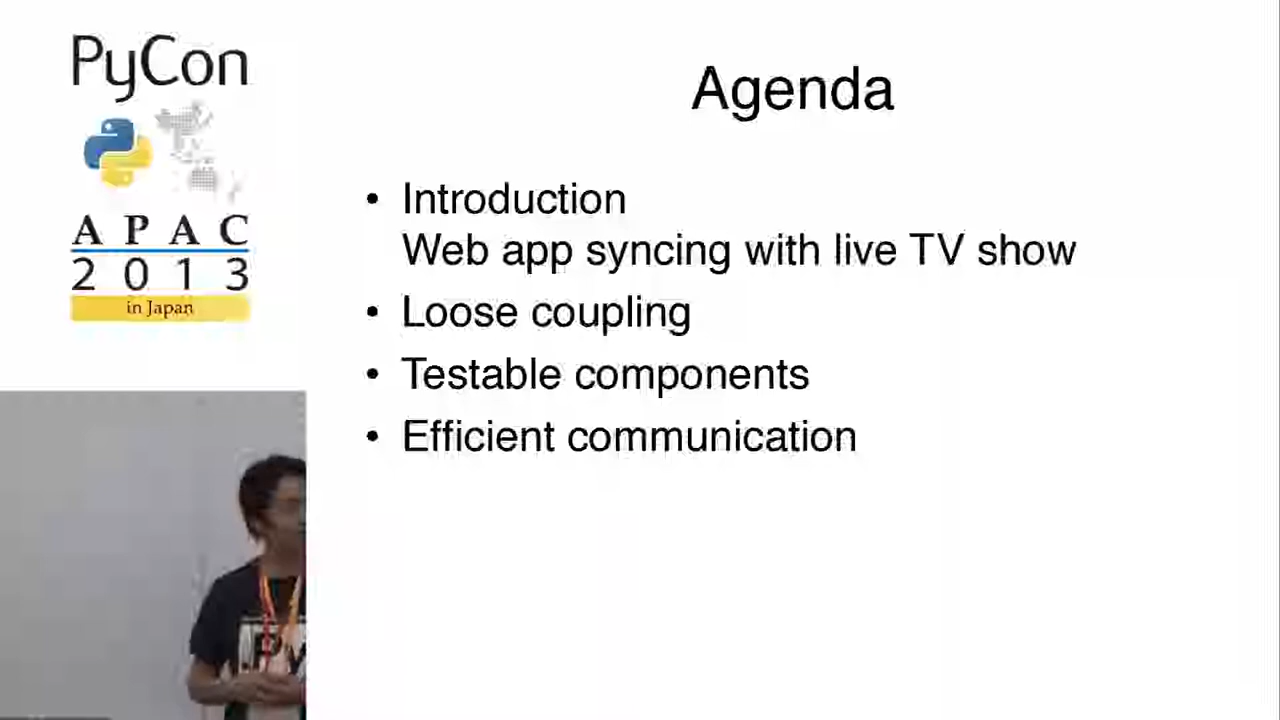 PyCon
APAC
2013
in Japan
Agenda
• Introduction
Web app syncing with live TV show
• Loose coupling
• Testable components
• Efficient communication